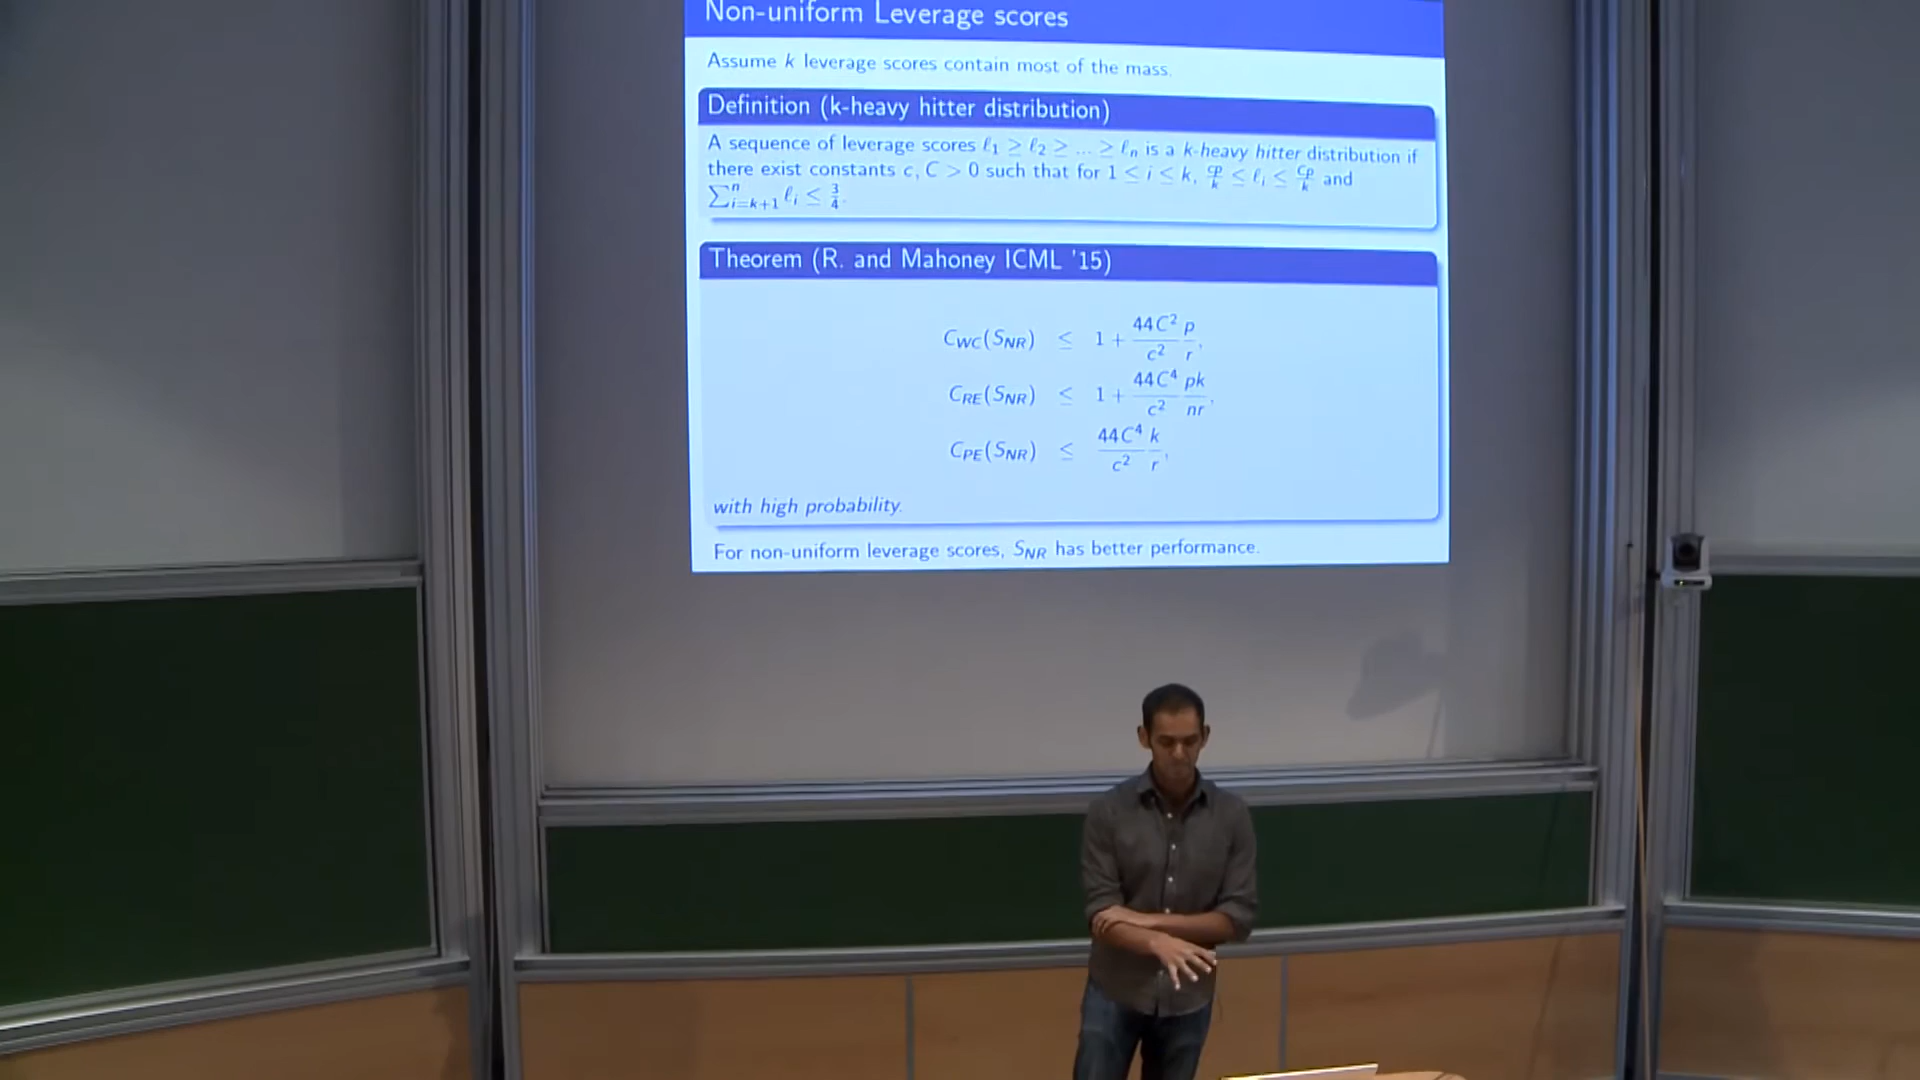 Non-uniform Leverage scores
Assume k leverage scores contain most of the mass.
Definition (k-heavy hitter distribution)
A sequence of leverage scores ℓ₁ ≥ ℓ₂ ≥ ... ≥ ℓₙ is a k-heavy hitter distribution if
there exist constants c, C > 0 such that for 1 ≤ i ≤ k, cp/k ≤ ℓᵢ ≤ Cp/k and
∑ⁿᵢ₌ₖ₊₁ ℓᵢ ≤ 3/4.
Theorem (R. and Mahoney ICML '15)
C_WC(S_NR) ≤ 1 + 44C²/c² p/r,
C_RE(S_NR) ≤ 1 + 44C⁴/c² pk/nr,
C_PE(S_NR) ≤ 44C⁴/c² k/r,
with high probability.
For non-uniform leverage scores, S_NR has better performance.